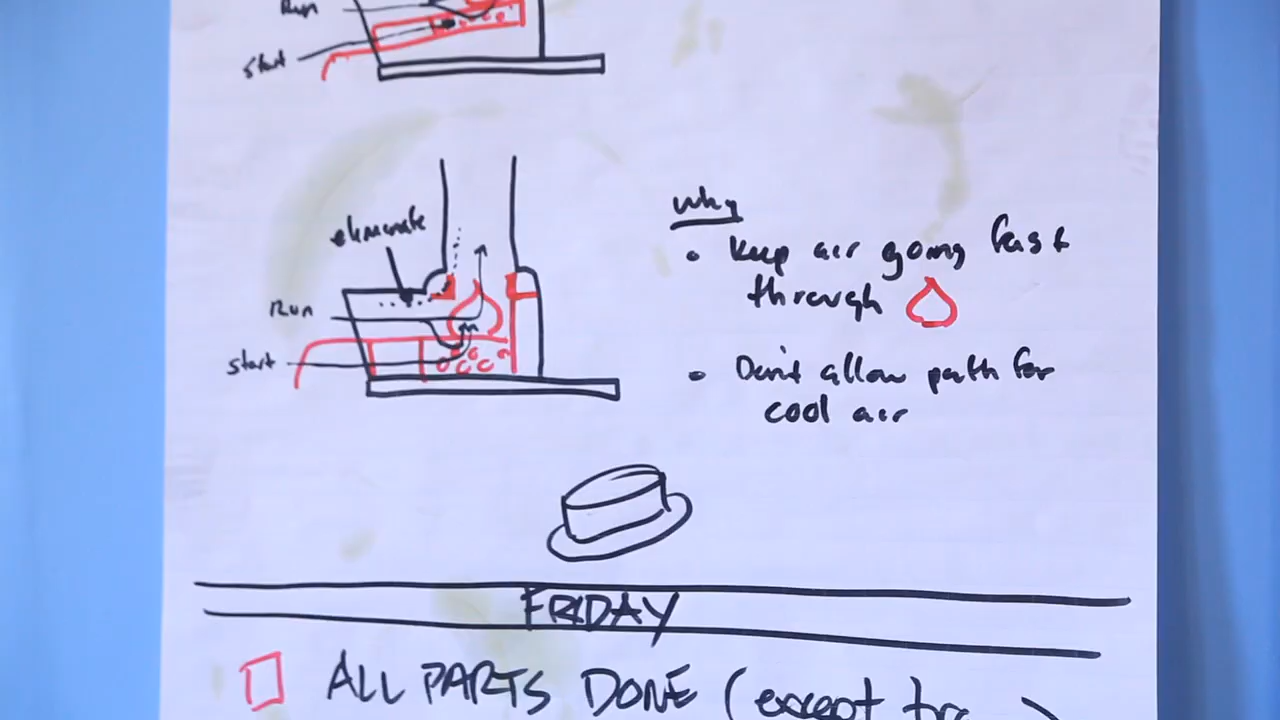 Run
start
eliminate
Run
start
Why
• Keep air going fast
through
• Don't allow path for
cool air
FRIDAY
ALL PARTS DONE (except